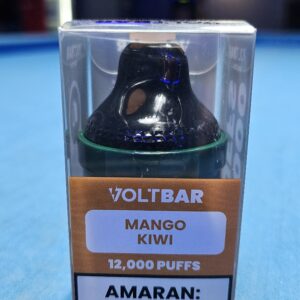 VOLTBAR
MANGO
KIWI
12,000 PUFFS
AMARAN: